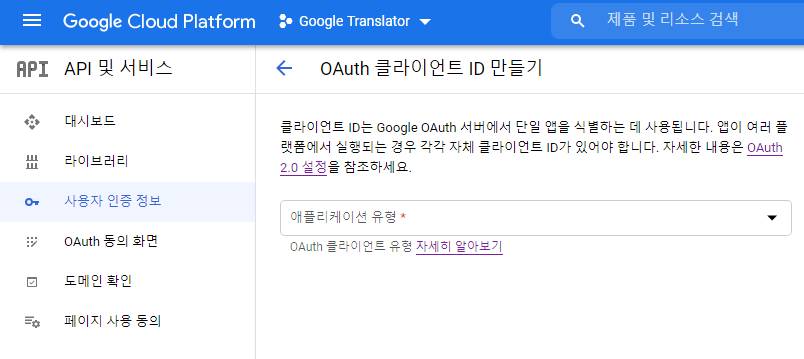 Google Cloud Platform
Google Translator
제품 및 리소스 검색
API
API 및 서비스
OAuth 클라이언트 ID 만들기
대시보드
라이브러리
사용자 인증 정보
OAuth 동의 화면
도메인 확인
페이지 사용 동의
클라이언트 ID는 Google OAuth 서버에서 단일 앱을 식별하는 데 사용됩니다. 앱이 여러 플
랫폼에서 실행되는 경우 각각 자체 클라이언트 ID가 있어야 합니다. 자세한 내용은 OAuth
2.0 설정을 참조하세요.
애플리케이션 유형 *
OAuth 클라이언트 유형 자세히 알아보기